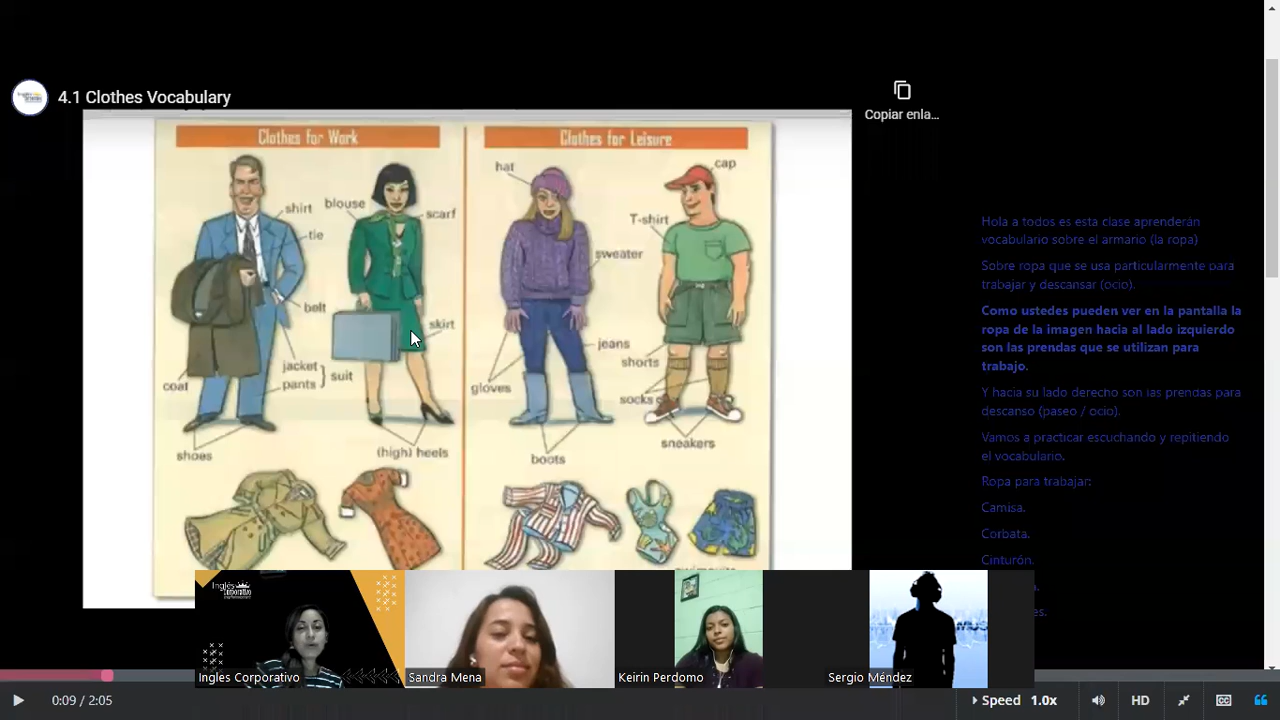 4.1 Clothes Vocabulary
Copiar enla...
Clothes for Work
Clothes for Leisure
shirt
blouse
scarf
tie
belt
skirt
jacket
pants
suit
coat
shoes
(high) heels
hat
cap
T-shirt
sweater
jeans
shorts
gloves
socks
sneakers
boots
Hola a todos es esta clase aprenderán
vocabulario sobre el armario (la ropa)
Sobre ropa que se usa particularmente para
trabajar y descansar (ocio).
Como ustedes pueden ver en la pantalla la
ropa de la imagen hacia al lado izquierdo
son las prendas que se utilizan para
trabajo.
Y hacia su lado derecho son las prendas para
descanso (paseo / ocio).
Vamos a practicar escuchando y repitiendo
el vocabulario.
Ropa para trabajar:
Camisa.
Corbata.
Cinturón.
Inglés
Corporativo
Ingles Corporativo
Sandra Mena
Keirin Perdomo
Sergio Méndez
0:09 / 2:05
Speed 1.0x
HD
CC